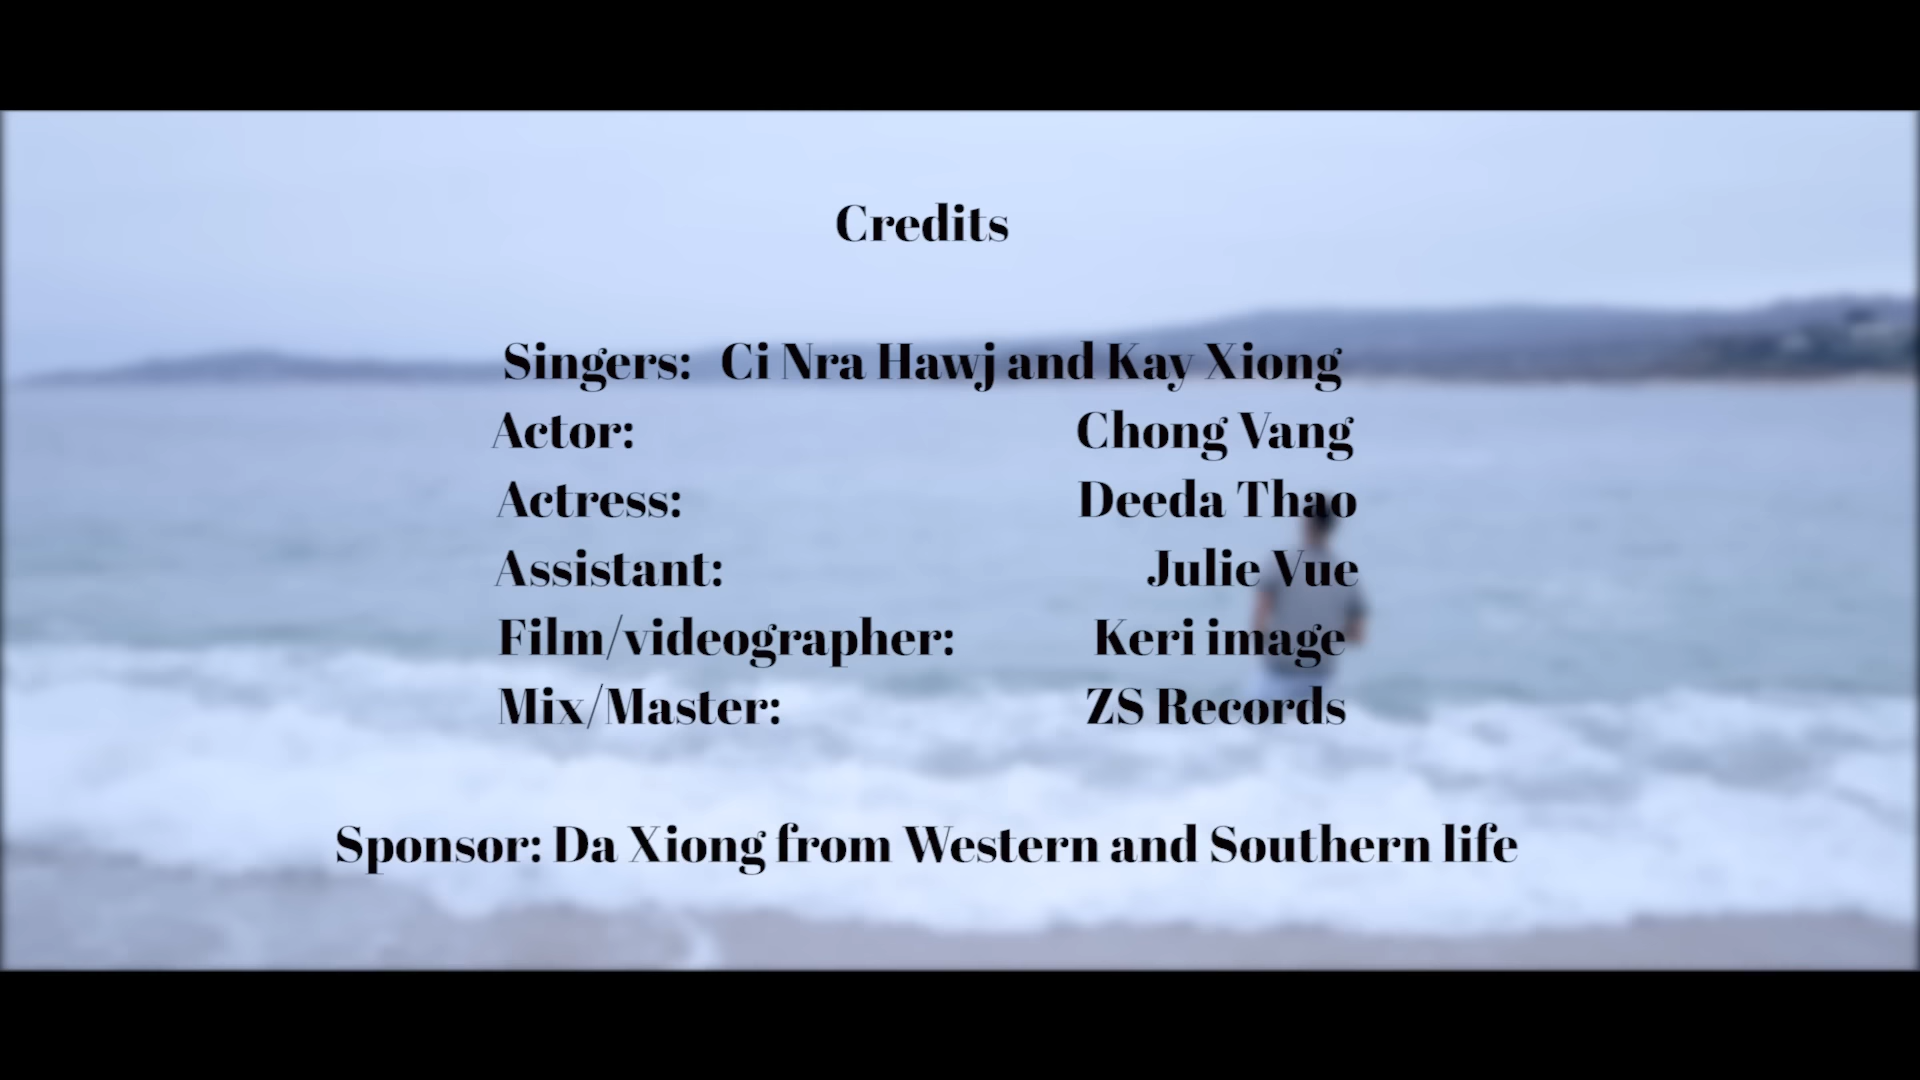 Credits
Singers: Ci Nra Hawj and Kay Xiong
Actor: Chong Vang
Actress: Deeda Thao
Assistant: Julie Vue
Film/videographer: Keri image
Mix/Master: ZS Records
Sponsor: Da Xiong from Western and Southern life